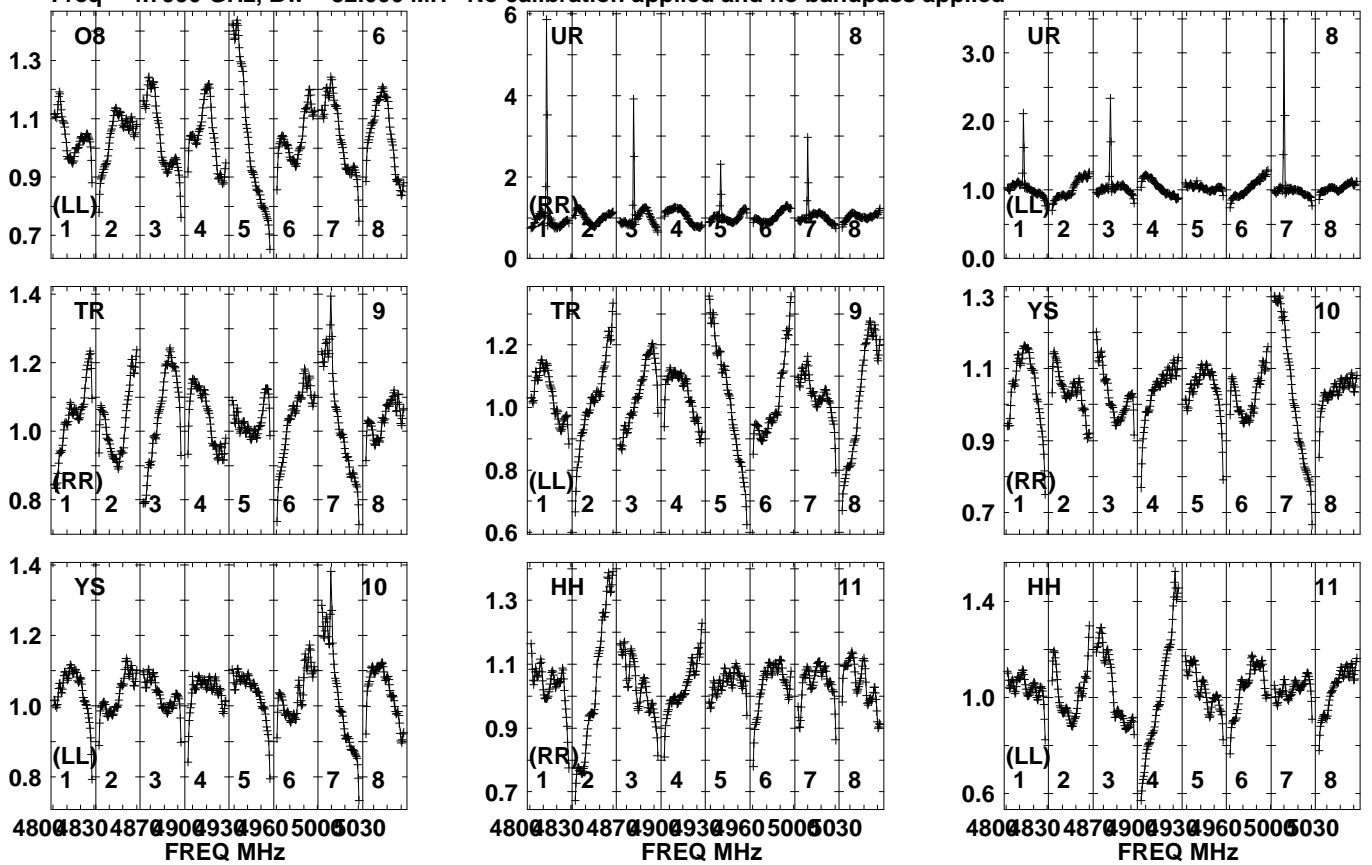 O8 6
1.3
1.1
0.9
0.7
(LL)
1 2 3 4 5 6 7 8
UR 8
6
4
2
0
(RR)
1 2 3 4 5 6 7 8
UR 8
3.0
2.0
1.0
0.0
(LL)
1 2 3 4 5 6 7 8
TR 9
1.4
1.2
1.0
0.8
(RR)
1 2 3 4 5 6 7 8
TR 9
1.2
1.0
0.8
0.6
(LL)
1 2 3 4 5 6 7 8
YS 10
1.3
1.1
0.9
0.7
(RR)
1 2 3 4 5 6 7 8
YS 10
1.4
1.2
1.0
0.8
(LL)
1 2 3 4 5 6 7 8
HH 11
1.3
1.1
0.9
0.7
(RR)
1 2 3 4 5 6 7 8
HH 11
1.4
1.0
0.6
(LL)
1 2 3 4 5 6 7 8
4800 4830 4870 4900 4930 4960 5000 5030
FREQ MHz
4800 4830 4870 4900 4930 4960 5000 5030
FREQ MHz
4800 4830 4870 4900 4930 4960 5000 5030
FREQ MHz